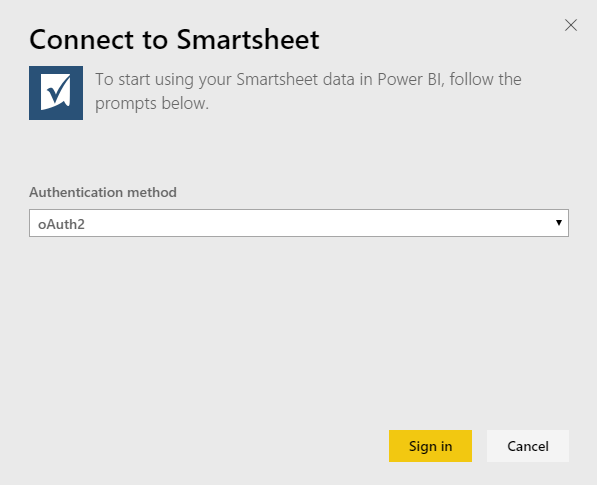 Connect to Smartsheet
To start using your Smartsheet data in Power BI, follow the
prompts below.
Authentication method
oAuth2
Sign in
Cancel